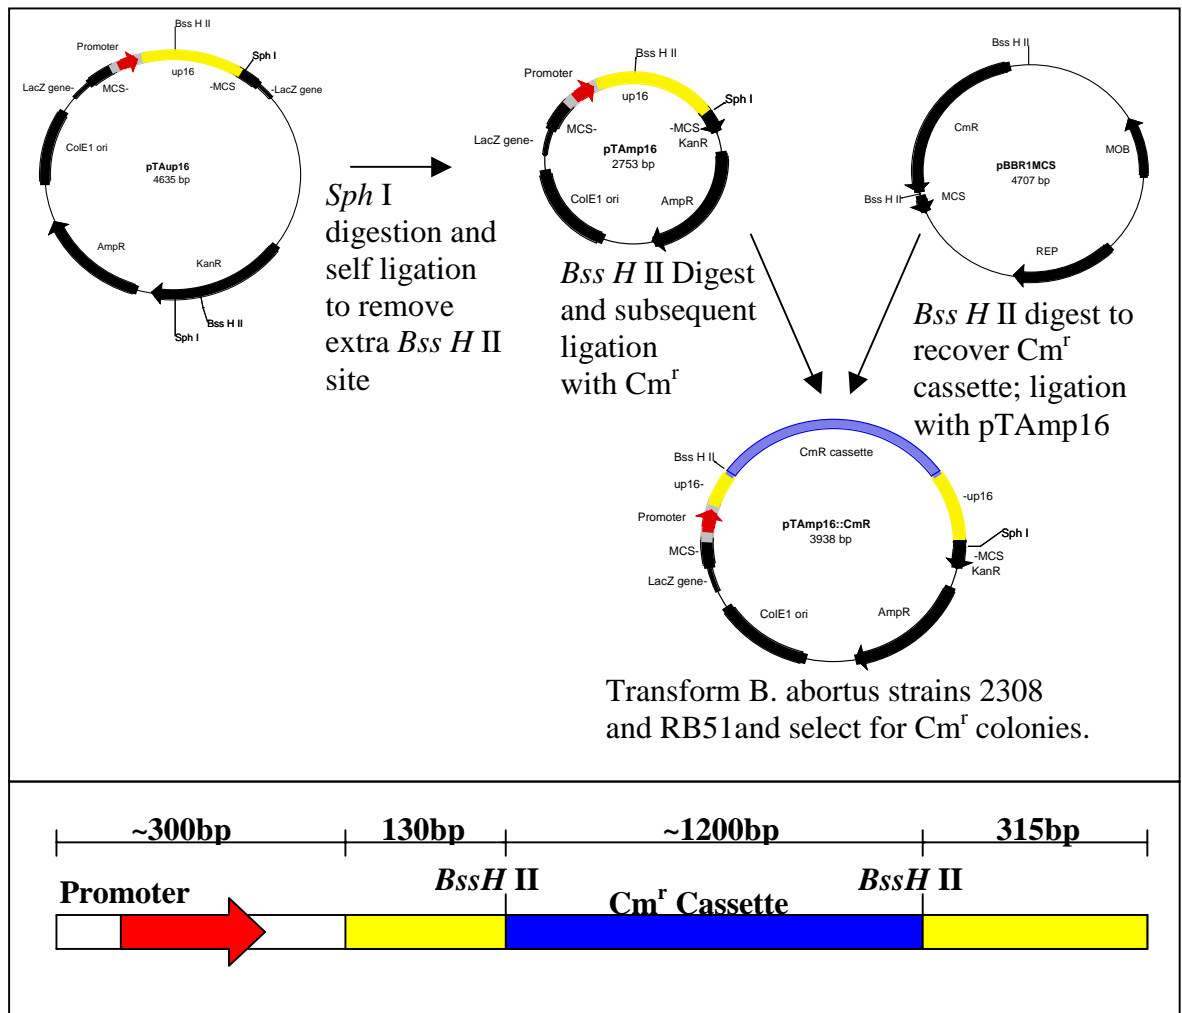 Bss H II
Promoter
Sph I
up16
LacZ gene-
MCS-
-MCS
-LacZ gene
ColE1 ori
pTAup16
4635 bp
AmpR
KanR
Bss H II
Sph I
Sph I
digestion and
self ligation
to remove
extra Bss H II
site
Bss H II
Promoter
up16
Sph I
MCS-
-MCS
KanR
LacZ gene-
pTAmp16
2753 bp
ColE1 ori
AmpR
Bss H II Digest
and subsequent
ligation
with Cmr
Bss H II
CmR
MOB
pBBR1MCS
4707 bp
Bss H II
MCS
REP
Bss H II digest to
recover Cmr
cassette; ligation
with pTAmp16
Bss H II
CmR cassette
up16-
-up16
Promoter
pTAmp16::CmR
3938 bp
Sph I
MCS-
-MCS
KanR
LacZ gene-
ColE1 ori
AmpR
Transform B. abortus strains 2308
and RB51and select for Cmr colonies.
~300bp 130bp ~1200bp 315bp
BssH II BssH II
Promoter
Cmr Cassette